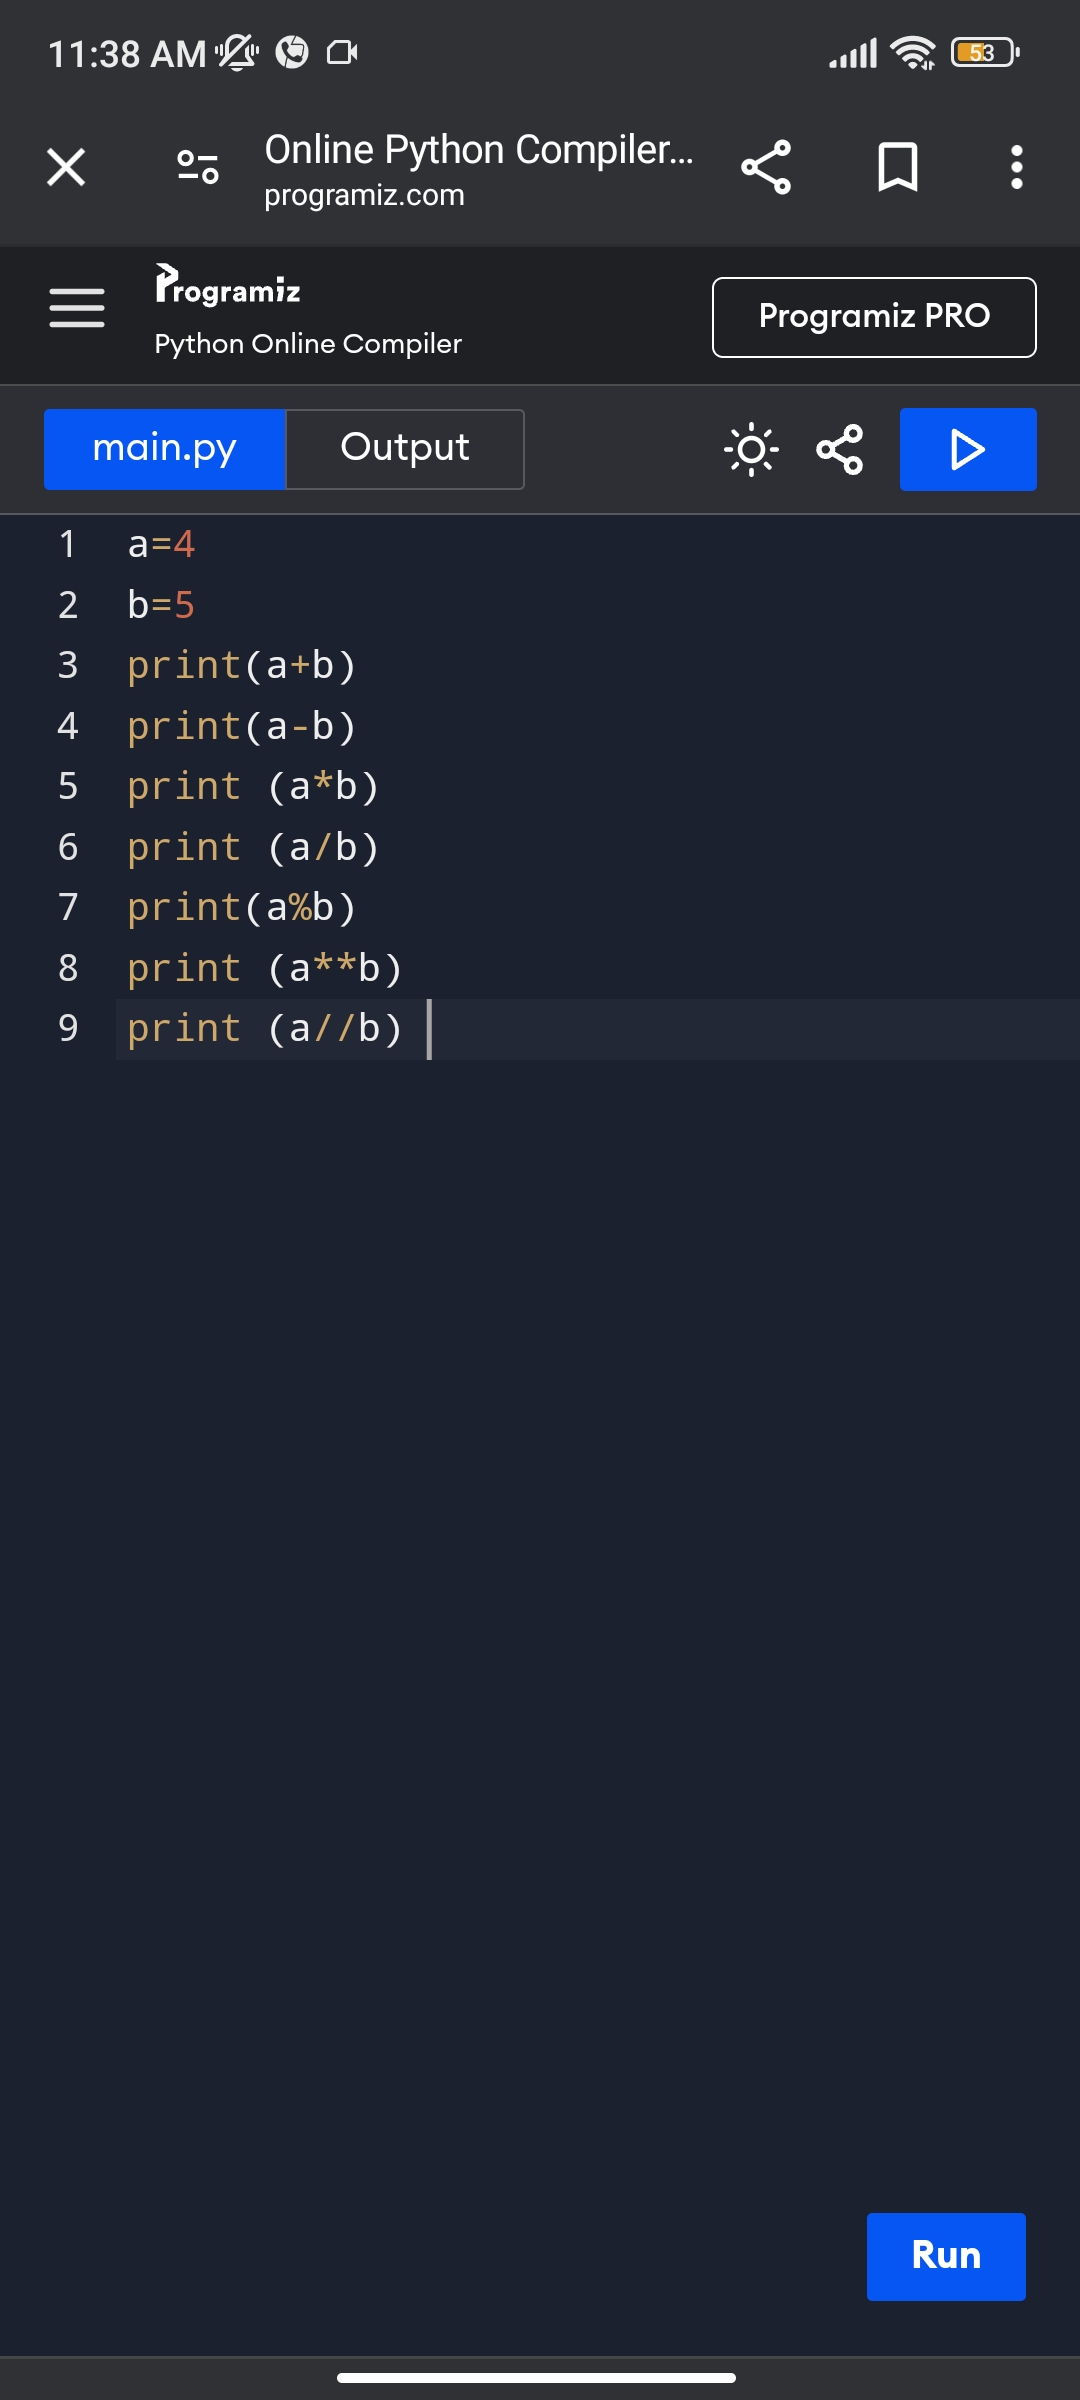 11:38 AM 53
Online Python Compiler...
programiz.com
Programiz
Python Online Compiler
Programiz PRO
main.py Output
1 a=4
2 b=5
3 print(a+b)
4 print(a-b)
5 print (a*b)
6 print (a/b)
7 print(a%b)
8 print (a**b)
9 print (a//b)
Run